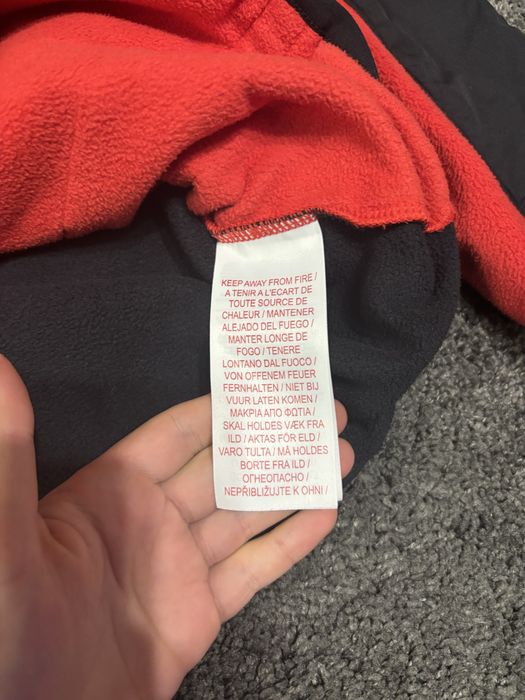 KEEP AWAY FROM FIRE /
A TENIR A L'ECART DE
TOUTE SOURCE DE
CHALEUR / MANTENER
ALEJADO DEL FUEGO /
MANTER LONGE DE
FOGO / TENERE
LONTANO DAL FUOCO /
VON OFFENEM FEUER
FERNHALTEN / NIET BIJ
VUUR LATEN KOMEN /
ΜΑΚΡΙΑ ΑΠΟ ΦΩΤΙΑ /
SKAL HOLDES VÆK FRA
ILD / AKTAS FÖR ELD /
VARO TULTA / MÅ HOLDES
BORTE FRA ILD /
ОГНЕОПАСНО /
NEPŘIBLIŽUJTE K OHNI /